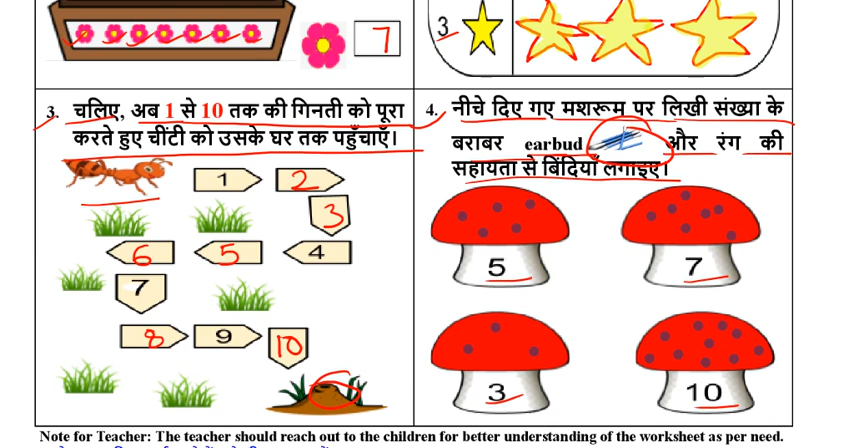 7
3
3. चलिए, अब 1 से 10 तक की गिनती को पूरा
करते हुए चींटी को उसके घर तक पहुँचाएँ।
1 2
3
6 5 4
7
8 9 10
4. नीचे दिए गए मशरूम पर लिखी संख्या के
बराबर earbud और रंग की
सहायता से बिंदियाँ लगाइए।
5 7
3 10
Note for Teacher: The teacher should reach out to the children for better understanding of the worksheet as per need.